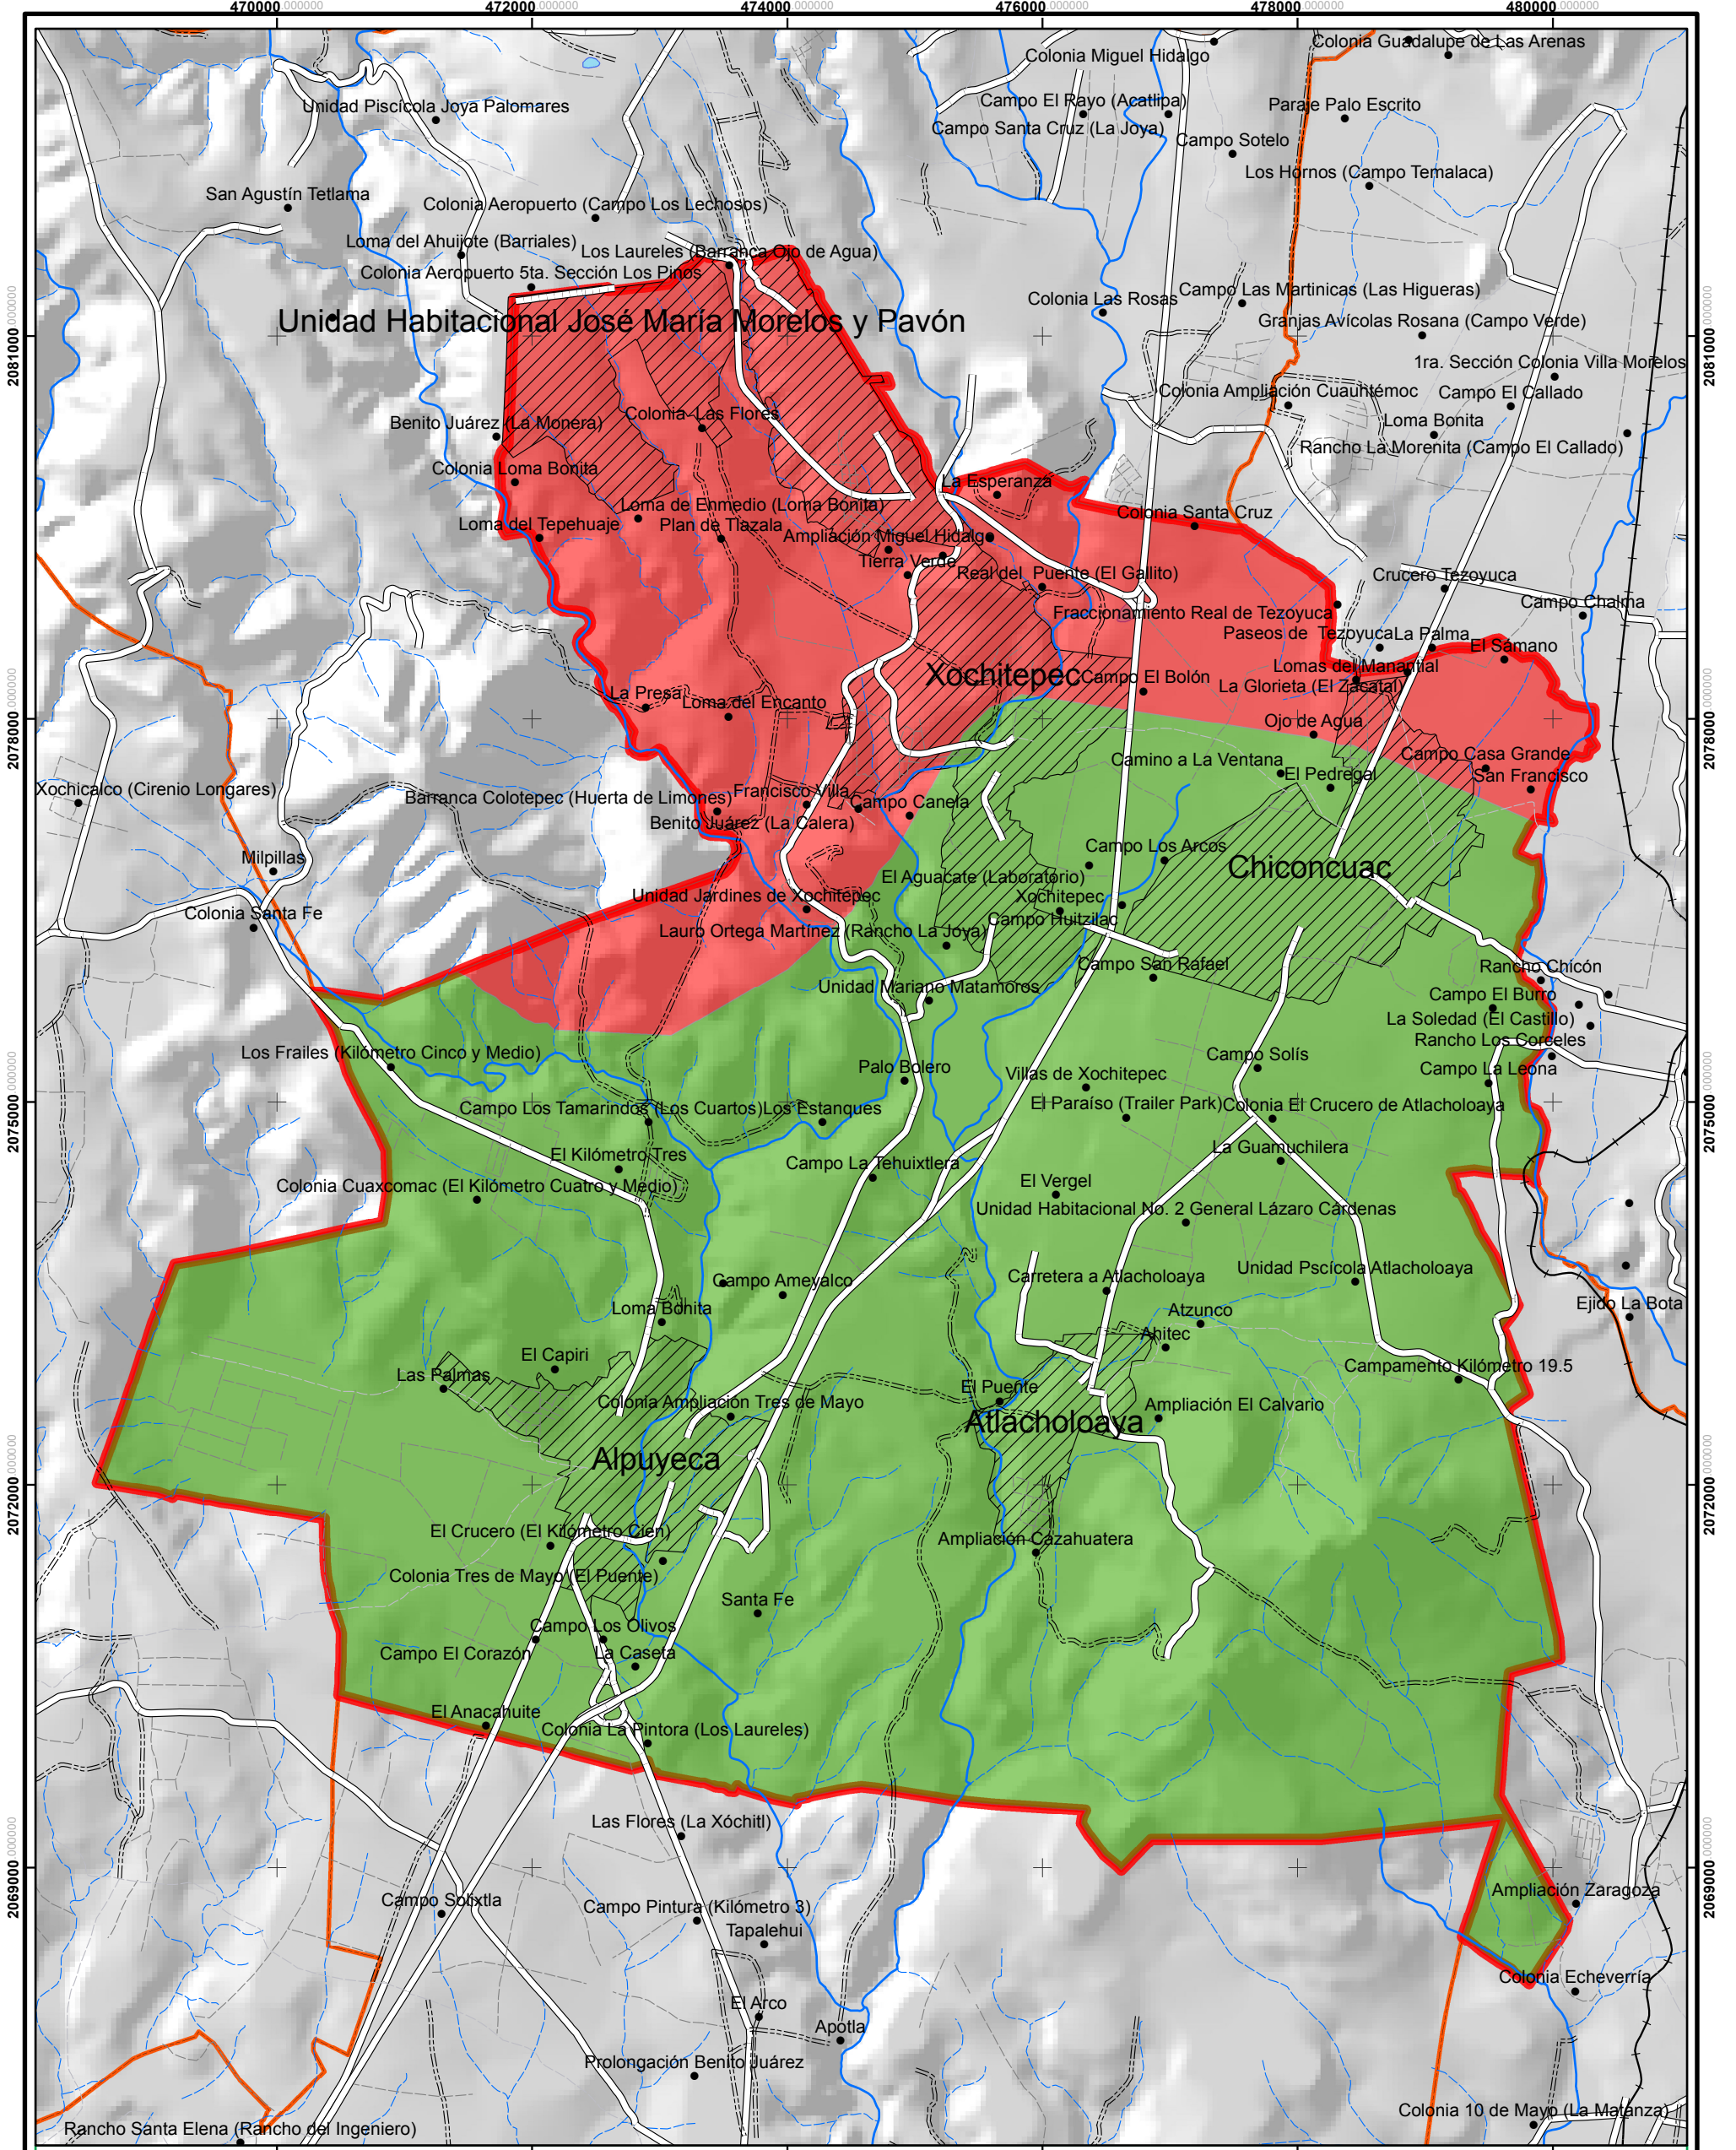 470000.000000 472000.000000 474000.000000 476000.000000 478000.000000 480000.000000
Colonia Guadalupe de Las Arenas
Colonia Miguel Hidalgo
Unidad Piscícola Joya Palomares
Campo El Rayo (Acatlipa)
Paraje Palo Escrito
Campo Santa Cruz (La Joya)
Campo Sotelo
Los Hornos (Campo Temalaca)
San Agustín Tetlama
Colonia Aeropuerto (Campo Los Lechosos)
Loma del Ahuijote (Barriales)
Los Laureles (Barranca Ojo de Agua)
Colonia Aeropuerto 5ta. Sección Los Pinos
Campo Las Martinicas (Las Higueras)
Colonia Las Rosas
Unidad Habitacional José María Morelos y Pavón
Granjas Avícolas Rosana (Campo Verde)
2081000.000000
2081000.000000
1ra. Sección Colonia Villa Morelos
Colonia Ampliación Cuauhtémoc
Campo El Callado
Colonia Las Flores
Benito Juárez (La Monera)
Loma Bonita
Rancho La Morenita (Campo El Callado)
Colonia Loma Bonita
La Esperanza
Loma de Enmedio (Loma Bonita)
Colonia Santa Cruz
Loma del Tepehuaje
Plan de Tlazala
Ampliación Miguel Hidalgo
Tierra Verde
Real del Puente (El Gallito)
Crucero Tezoyuca
Campo Chalma
Fraccionamiento Real de Tezoyuca
Paseos de Tezoyuca
La Palma
El Sámano
Lomas del Manantial
Xochitepec
Campo El Bolón
La Glorieta (El Zacatal)
La Presa
Loma del Encanto
Ojo de Agua
2078000.000000
2078000.000000
Camino a La Ventana
Campo Casa Grande
El Pedregal
San Francisco
Xochicalco (Cirenio Longares)
Francisco Villa
Barranca Colotepec (Huerta de Limones)
Campo Canela
Benito Juárez (La Calera)
Campo Los Arcos
Milpillas
Chiconcuac
El Aguacate (Laboratorio)
Unidad Jardines de Xochitepec
Xochitepec
Colonia Santa Fe
Campo Huitzilac
Lauro Ortega Martínez (Rancho La Joya)
Campo San Rafael
Rancho Chicón
Unidad Mariano Matamoros
Campo El Burro
La Soledad (El Castillo)
Rancho Los Corceles
Los Frailes (Kilómetro Cinco y Medio)
Campo Solís
Palo Bolero
Villas de Xochitepec
Campo La Leona
2075000.000000
2075000.000000
Campo Los Tamarindos (Los Cuartos)
Los Estanques
El Paraíso (Trailer Park)
Colonia El Crucero de Atlacholoaya
La Guamuchilera
El Kilómetro Tres
Campo La Tehuixtlera
Colonia Cuaxcomac (El Kilómetro Cuatro y Medio)
El Vergel
Unidad Habitacional No. 2 General Lázaro Cárdenas
Unidad Pscícola Atlacholoaya
Campo Ameyalco
Carretera a Atlacholoaya
Loma Bonita
Ejido La Bota
Atzunco
Ahitec
El Capiri
Las Palmas
Campamento Kilómetro 19.5
El Puente
Colonia Ampliación Tres de Mayo
Ampliación El Calvario
Atlacholoaya
Alpuyeca
2072000.000000
2072000.000000
El Crucero (El Kilómetro Cien)
Ampliación Cazahuatera
Colonia Tres de Mayo (El Puente)
Santa Fe
Campo Los Olivos
Campo El Corazón
La Caseta
El Anacahuite
Colonia La Pintora (Los Laureles)
Las Flores (La Xóchitl)
2069000.000000
2069000.000000
Ampliación Zaragoza
Campo Solixtla
Campo Pintura (Kilómetro 3)
Tapalehui
Colonia Echeverría
El Arco
Apotla
Prolongación Benito Juárez
Colonia 10 de Mayo (La Matanza)
Rancho Santa Elena (Rancho del Ingeniero)